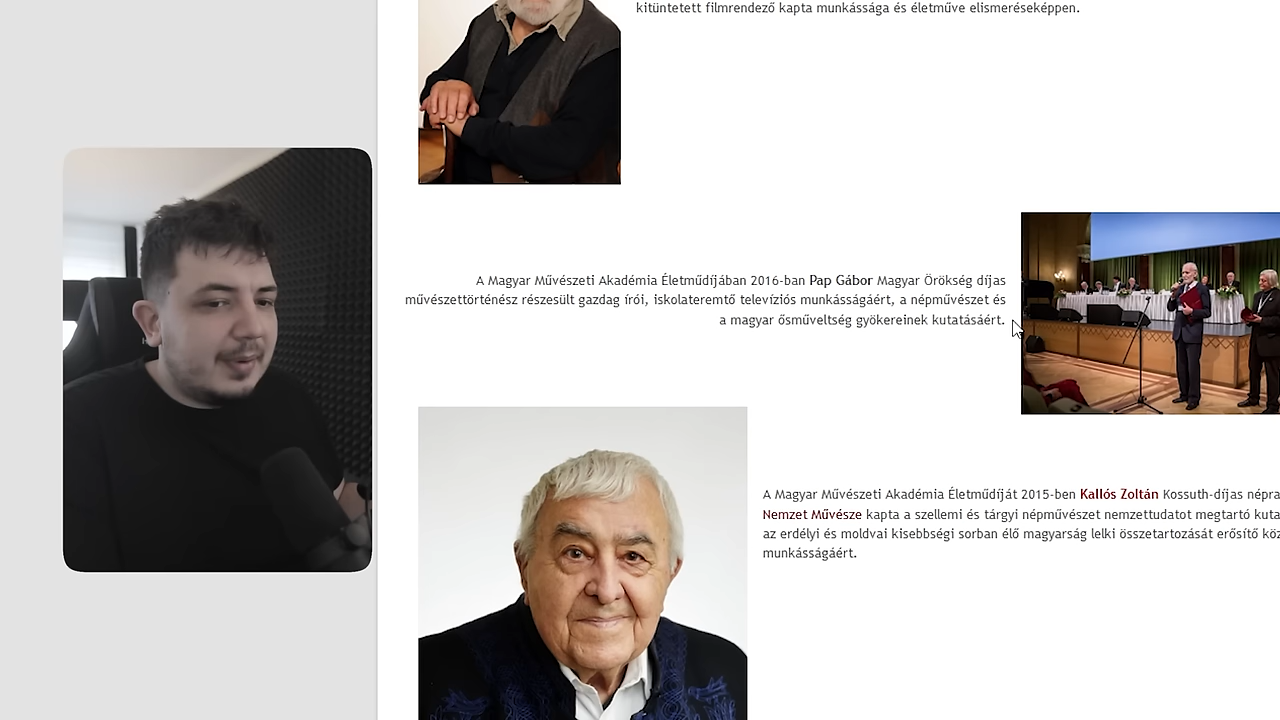 kitüntetett filmrendező kapta munkássága és életműve elismeréseképpen.
A Magyar Művészeti Akadémia Életműdíjában 2016-ban Pap Gábor Magyar Örökség díjas
művészettörténész részesült gazdag írói, iskolateremtő televíziós munkásságáért, a népművészet és
a magyar ősműveltség gyökereinek kutatásáért.
A Magyar Művészeti Akadémia Életműdíját 2015-ben Kallós Zoltán Kossuth-díjas népra
Nemzet Művésze kapta a szellemi és tárgyi népművészet nemzettudatot megtartó kuta
az erdélyi és moldvai kisebbségi sorban élő magyarság lelki összetartozását erősítő köz
munkásságáért.